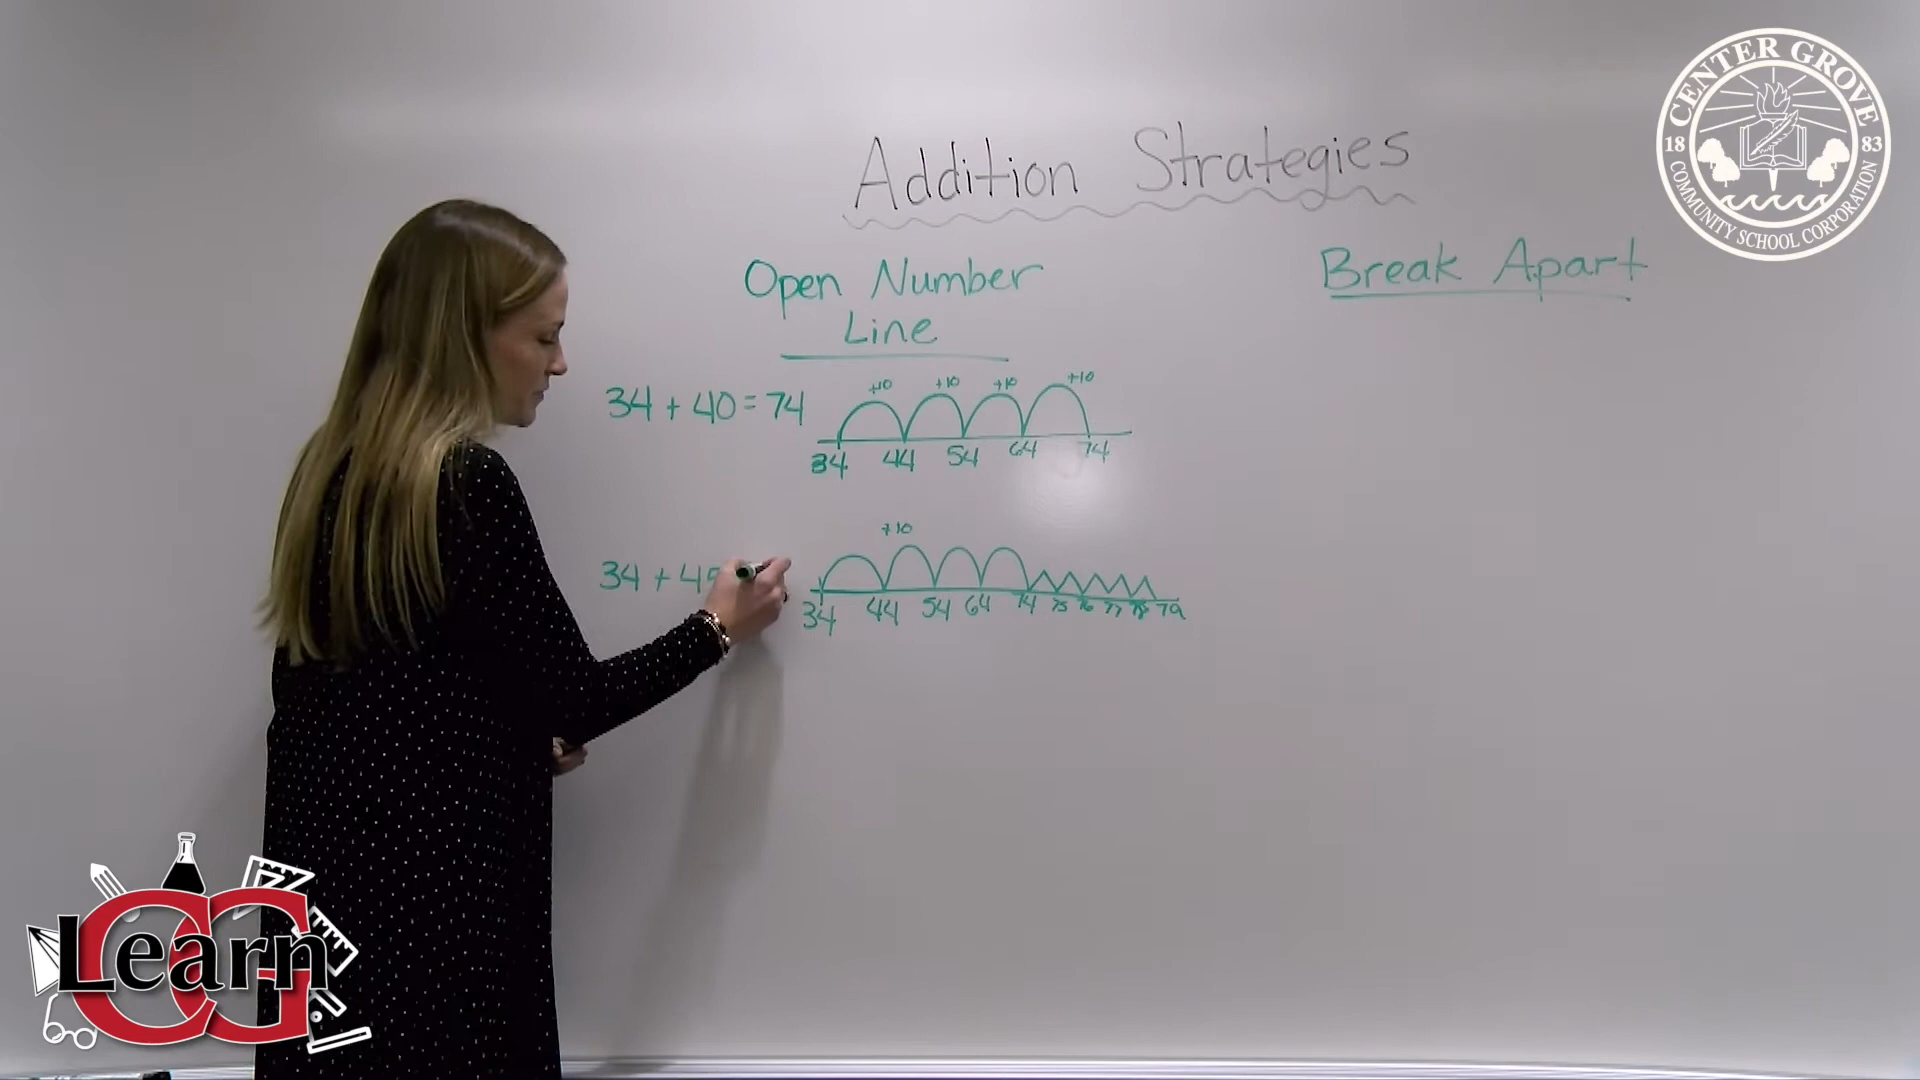 CENTER GROVE
18 83
COMMUNITY SCHOOL CORPORATION
Addition Strategies
Open Number
Line
Break Apart
+10 +10 +10 +10
34 + 40 = 74
34 44 54 64 74
+10
34 + 45
34 44 54 64 74 75 76 77 78 79
Learn
CG